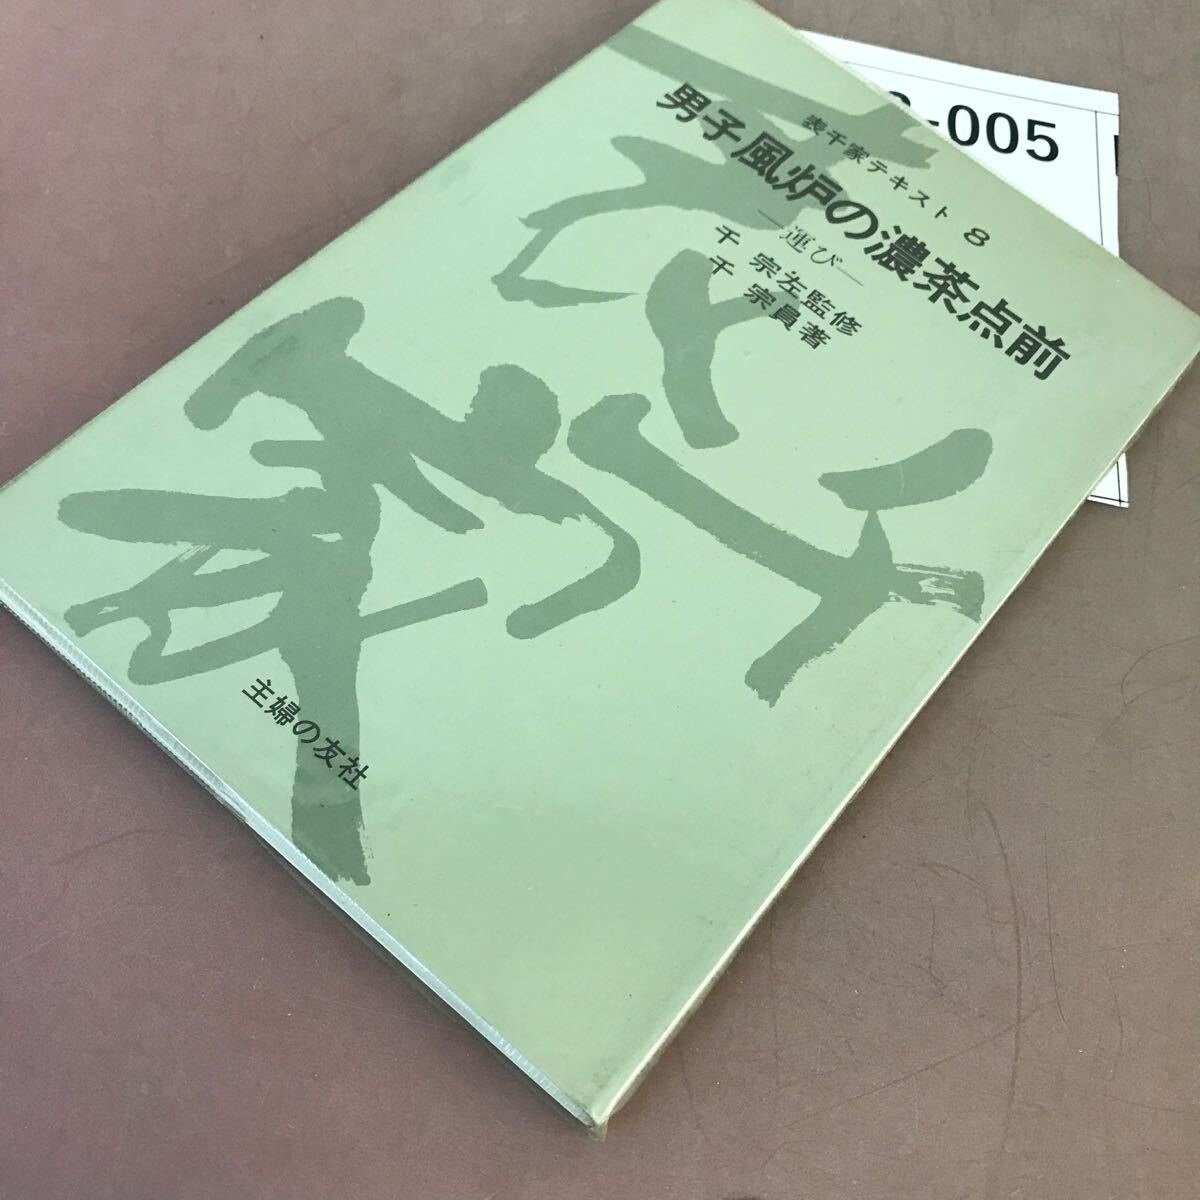 表千家テキスト 8
男子風炉の濃茶点前
—運び—
千 宗左監修
千 宗員著
主婦の友社
-005